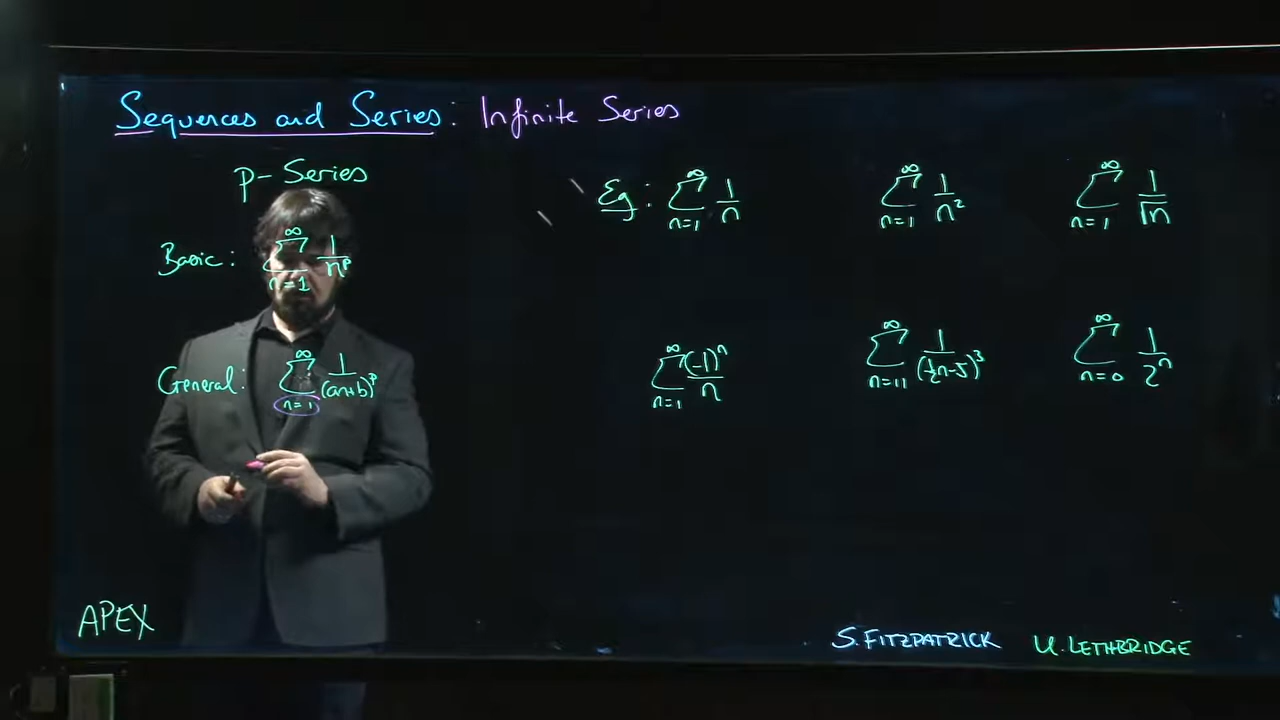 Sequences and Series: Infinite Series
p-Series
Basic: ∞ Σ n=1 1/n^p
General: ∞ Σ n=1 1/(an+b)^p
Eg: ∞ Σ n=1 1/n
∞ Σ n=1 1/n²
∞ Σ n=1 1/√n
∞ Σ n=1 (-1)^n/n
∞ Σ n=11 1/(½n-5)³
∞ Σ n=0 1/2^n
APEX
S. FITZPATRICK U. LETHBRIDGE